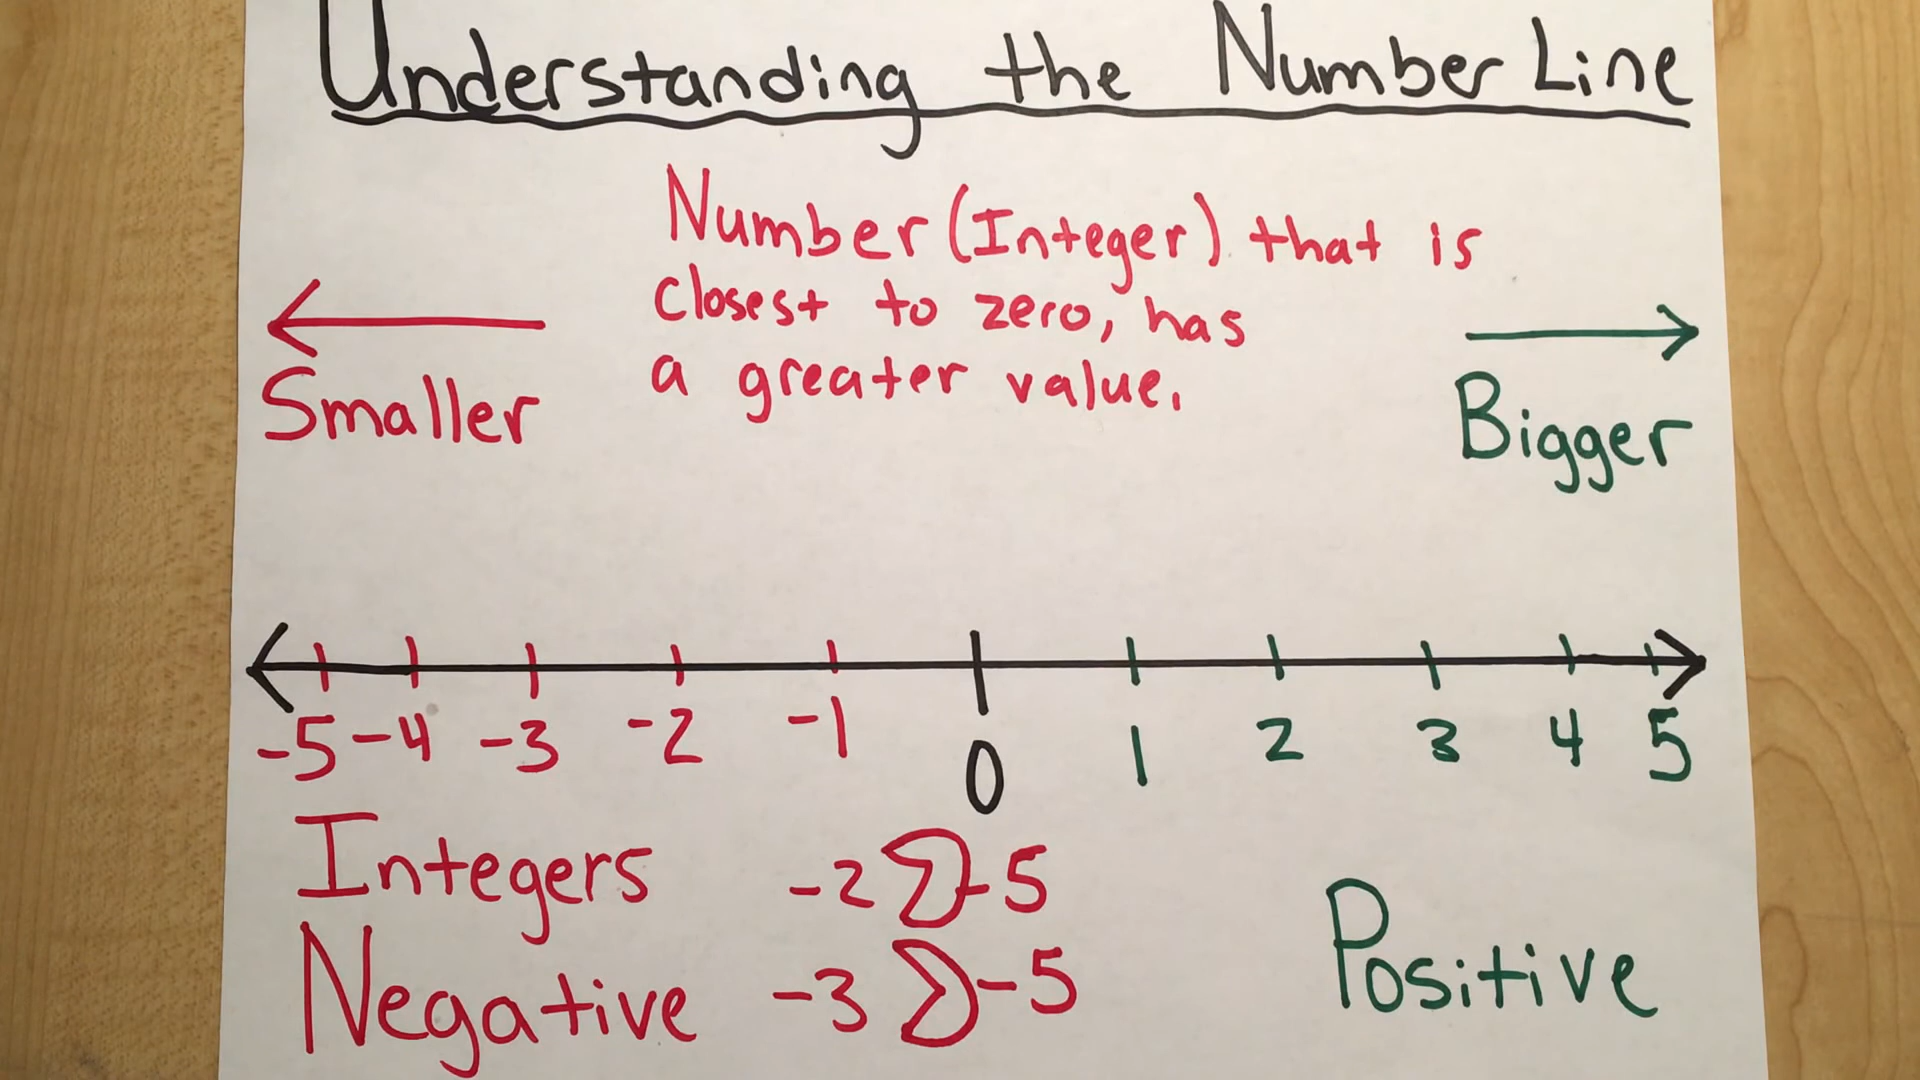 Understanding the Number Line
Number (Integer) that is
closest to zero, has
a greater value.
Smaller
Bigger
-5 -4 -3 -2 -1 0 1 2 3 4 5
Integers
-2 > -5
Negative
-3 > -5
Positive